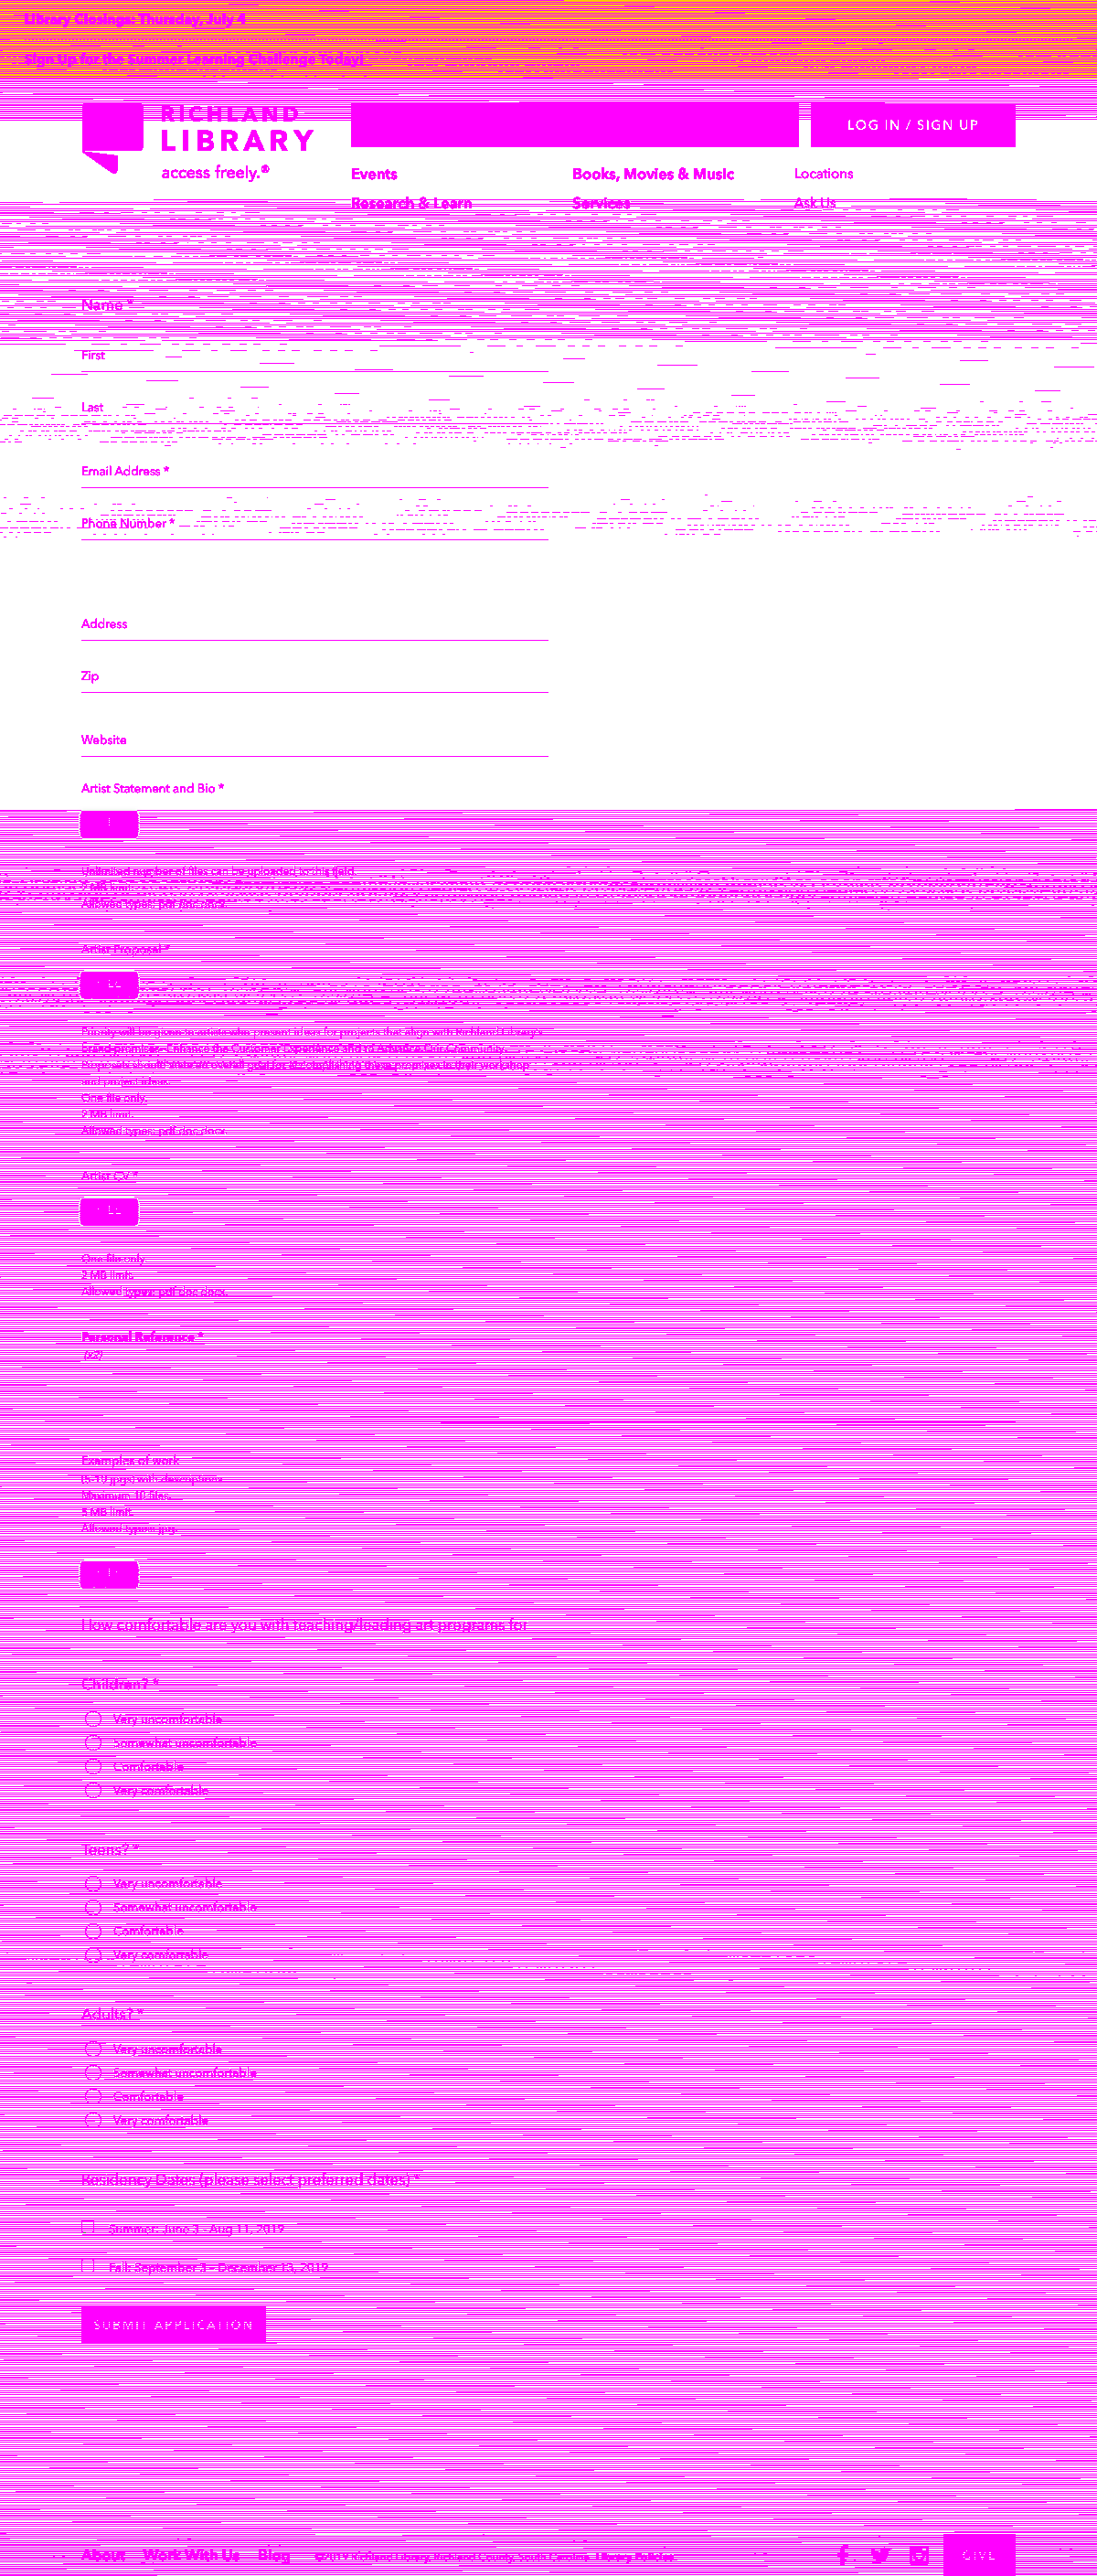 Library Closings: Thursday, July 4
Sign Up for the Summer Learning Challenge Today!
RICHLAND
LIBRARY
access freely.®
LOG IN / SIGN UP
Events
Books, Movies & Music
Locations
Research & Learn
Services
Ask Us
Name *
First
Last
Email Address *
Phone Number *
Address
Zip
Website
Artist Statement and Bio *
Unlimited number of files can be uploaded to this field.
2 MB limit.
Allowed types: pdf doc docx.
Artist Proposal *
Priority will be given to artists who present ideas for projects that align with Richland Library's
the Customer Experience and to Our Community.
Proposals should state an overall goal for accomplishing these promises in their workshop
and project ideas.
One file only.
2 MB limit.
Allowed types: pdf doc docx.
Artist CV *
One file only.
2 MB limit.
Allowed types: pdf doc docx.
Personal Reference *
(x2)
Examples of work
(5-10 jpgs) with descriptions
Maximum 10 files.
5 MB limit.
Allowed types: jpg.
How comfortable are you with teaching/leading art programs for
Children? *
Very uncomfortable
Somewhat uncomfortable
Comfortable
Very comfortable
Teens? *
Very uncomfortable
Somewhat uncomfortable
Comfortable
Very comfortable
Adults? *
Very uncomfortable
Somewhat uncomfortable
Comfortable
Very comfortable
Residency Dates (please select preferred dates) *
Summer: June 3 - Aug 11, 2019
Fall: September 3 - December 13, 2019
SUBMIT APPLICATION
About Work With Us Blog ©2019 Richland Library, Richland County, South Carolina. Library Policies
GIVE